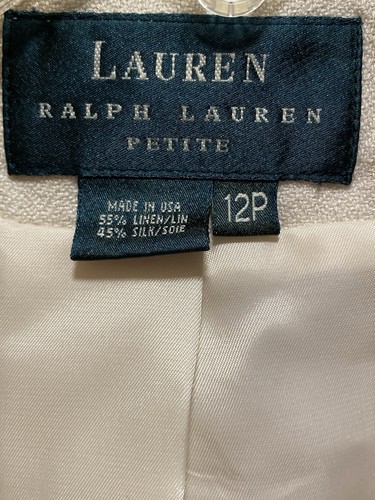 LAUREN
RALPH LAUREN
PETITE
MADE IN USA
55% LINEN/LIN
45% SILK/SOIE
12P